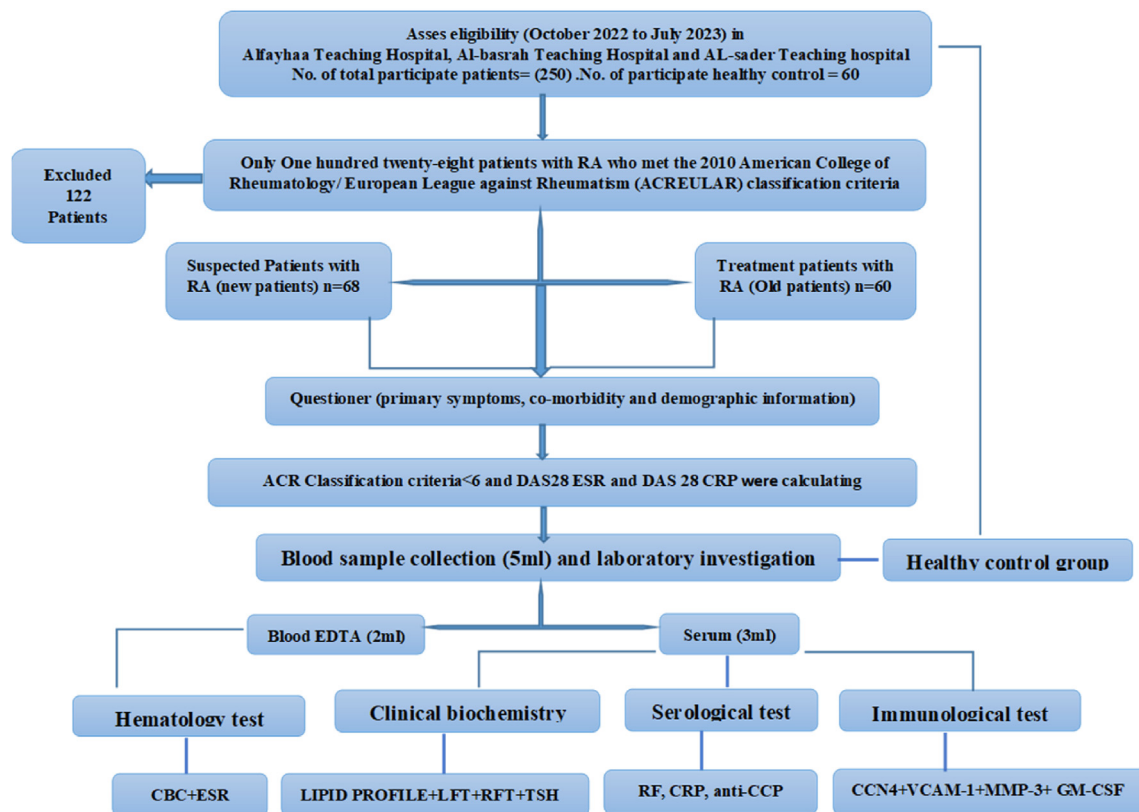 Asses eligibility (October 2022 to July 2023) in
Alfayhaa Teaching Hospital, Al-basrah Teaching Hospital and AL-sader Teaching hospital
No. of total participate patients= (250) .No. of participate healthy control = 60
Only One hundred twenty-eight patients with RA who met the 2010 American College of
Rheumatology/ European League against Rheumatism (ACREULAR) classification criteria
Excluded
122
Patients
Suspected Patients with
RA (new patients) n=68
Treatment patients with
RA (Old patients) n=60
Questioner (primary symptoms, co-morbidity and demographic information)
ACR Classification criteria<6 and DAS28 ESR and DAS 28 CRP were calculating
Blood sample collection (5ml) and laboratory investigation
Healthy control group
Blood EDTA (2ml)
Serum (3ml)
Hematology test
Clinical biochemistry
Serological test
Immunological test
CBC+ESR
LIPID PROFILE+LFT+RFT+TSH
RF, CRP, anti-CCP
CCN4+VCAM-1+MMP-3+ GM-CSF